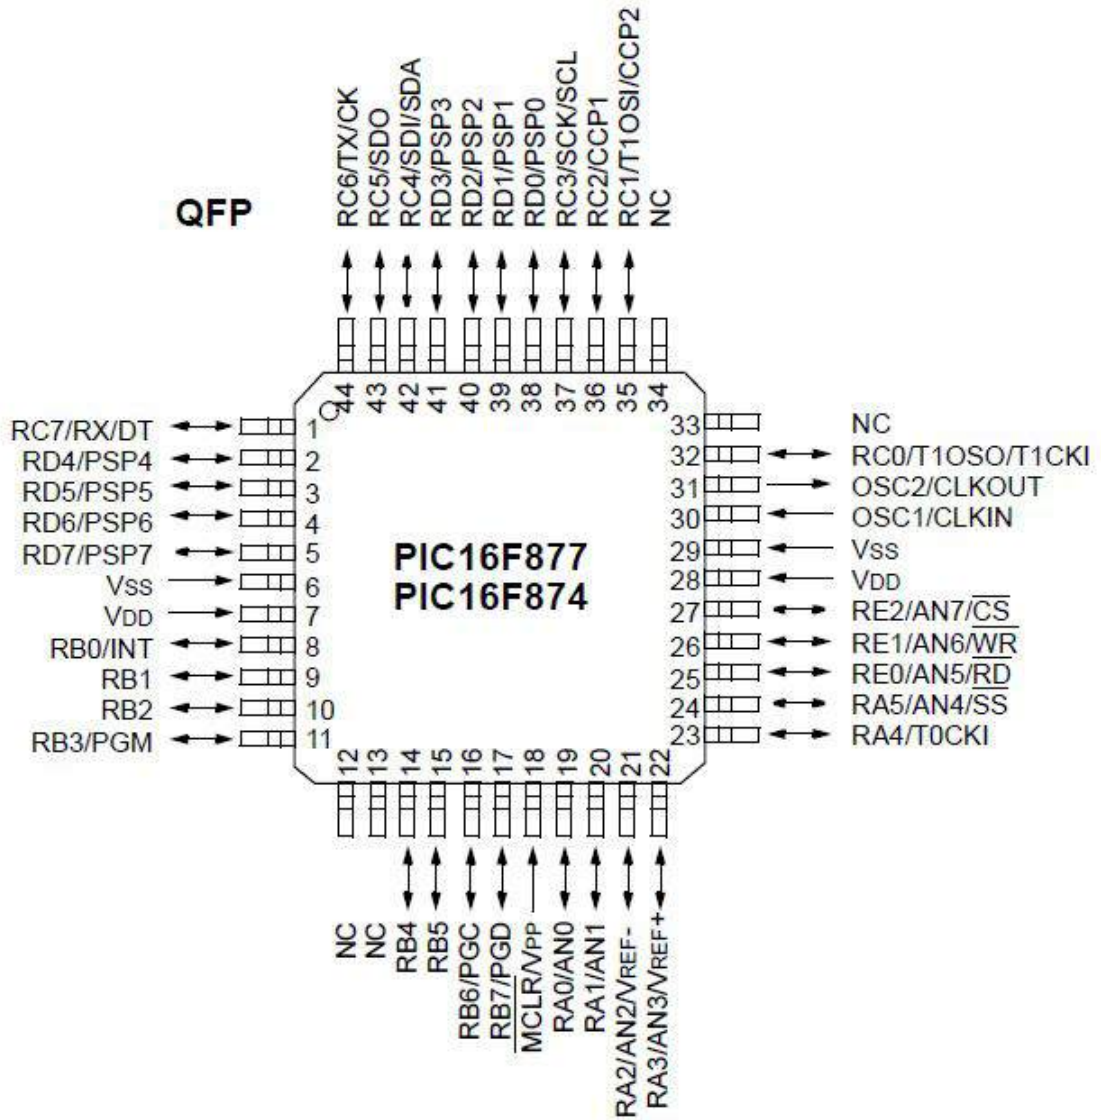 QFP
RC6/TX/CK
RC5/SDO
RC4/SDI/SDA
RD3/PSP3
RD2/PSP2
RD1/PSP1
RD0/PSP0
RC3/SCK/SCL
RC2/CCP1
RC1/T1OSI/CCP2
NC
44
43
42
41
40
39
38
37
36
35
34
RC7/RX/DT 1
RD4/PSP4 2
RD5/PSP5 3
RD6/PSP6 4
RD7/PSP7 5
VSS 6
VDD 7
RB0/INT 8
RB1 9
RB2 10
RB3/PGM 11
PIC16F877
PIC16F874
33 NC
32 RC0/T1OSO/T1CKI
31 OSC2/CLKOUT
30 OSC1/CLKIN
29 VSS
28 VDD
27 RE2/AN7/CS
26 RE1/AN6/WR
25 RE0/AN5/RD
24 RA5/AN4/SS
23 RA4/T0CKI
12
13
14
15
16
17
18
19
20
21
22
NC
NC
RB4
RB5
RB6/PGC
RB7/PGD
MCLR/VPP
RA0/AN0
RA1/AN1
RA2/AN2/VREF-
RA3/AN3/VREF+